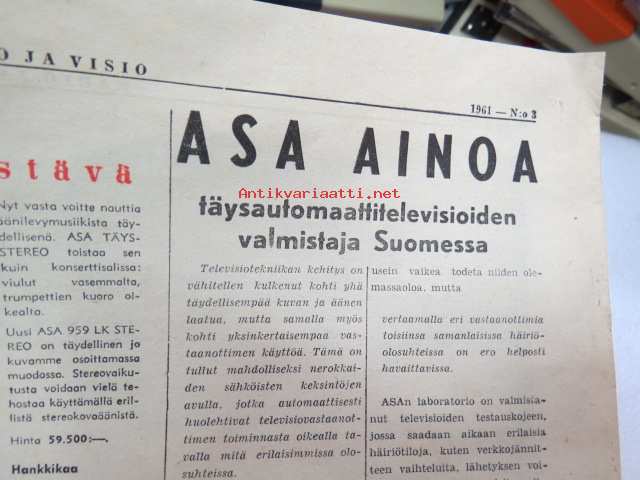 O JA VISIO
1961 — N:o 3
stävä
Nyt vasta voitte nauttia
äänilevymusiikista täy-
dellisenä. ASA TÄYS-
STEREO toistaa sen
kuin konserttisalissa:
viulut vasemmalta,
trumpettien kuoro oi-
kealta.
Uusi ASA 959 LK STE-
REO on täydellinen jo
kuvamme osoittamassa
muodossa. Stereovaiku-
tusta voidaan vielä te-
hostaa käyttämällä eril-
listä stereokovaäänistä.
Hinta 59.500:—.
Hankkikaa
ASA AINOA
Antikvariaatti.net
täysautomaattitelevisioiden
valmistaja Suomessa
Televisiotekniikan kehitys on
vähitellen kulkenut kohti yhä
täydellisempää kuvan ja äänen
laatua, mutta samalla myös
kohti yksinkertaisempaa vas-
taanottimen käyttöä. Tämä on
tullut mahdolliseksi nerokkai-
den sähköisten keksintöjen
avulla, jotka automaattisesti
huolehtivat televisiovastaanot-
timen toiminnasta oikealla ta-
valla mitä erilaisimmissa olo-
suhteissa.
usein vaikea todeta niiden ole-
massaoloa, mutta
vertaamalla eri vastaanottimia
toisiinsa samanlaisissa häiriö-
olosuhteissa on ero helposti
havaittavissa.
ASAn laboratorio on valmista-
nut televisioiden testauskojeen,
jossa saadaan aikaan erilaisia
häiriötiloja, kuten verkkojännit-
teen vaihteluita, lähetyksen voi-